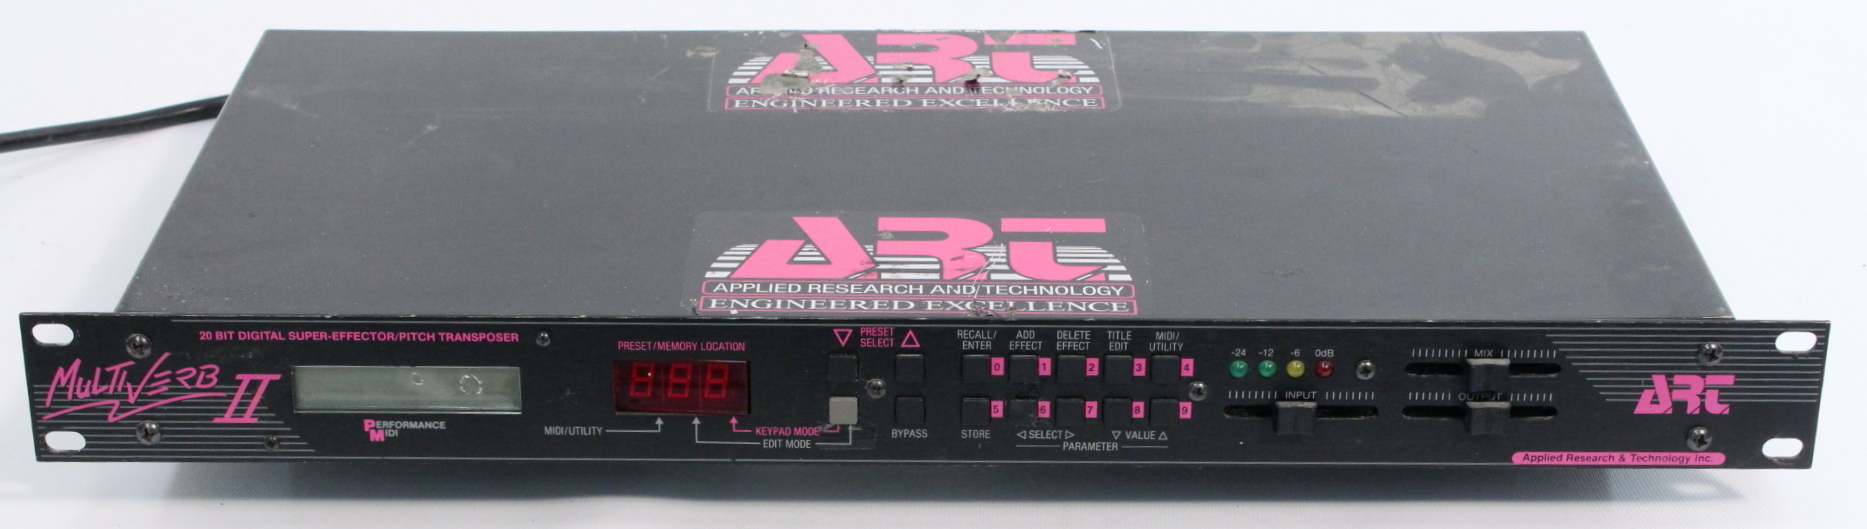 ART
APPLIED RESEARCH AND TECHNOLOGY
ENGINEERED EXCELLENCE
ART
APPLIED RESEARCH AND TECHNOLOGY
ENGINEERED EXCELLENCE
20 BIT DIGITAL SUPER-EFFECTOR/PITCH TRANSPOSER
MULTIVERB II
PERFORMANCE
MIDI
PRESET/MEMORY LOCATION
888
MIDI/UTILITY
KEYPAD MODE
EDIT MODE
PRESET
SELECT
BYPASS
RECALL/
ENTER
ADD
EFFECT
DELETE
EFFECT
TITLE
EDIT
MIDI/
UTILITY
0 1 2 3 4
5 6 7 8 9
STORE
SELECT
VALUE
PARAMETER
-24 -12 -6 0dB
INPUT
MIX
OUTPUT
ART
Applied Research & Technology Inc.